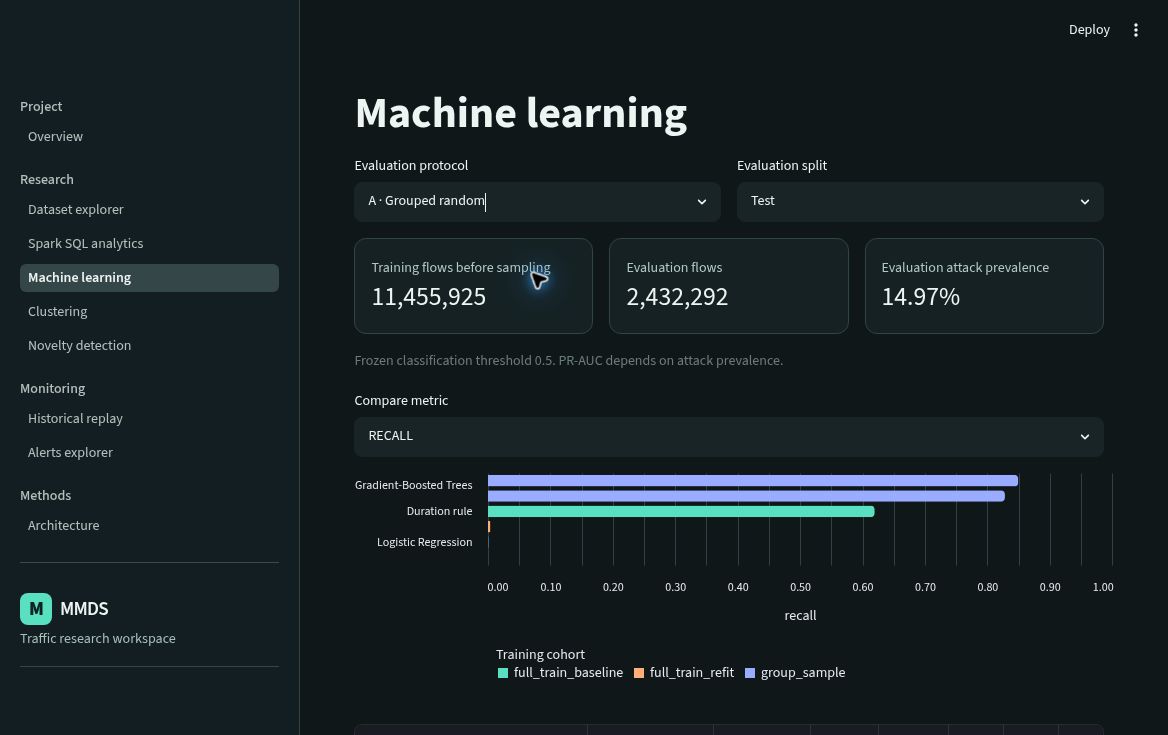 Deploy
Project
Overview
Research
Dataset explorer
Spark SQL analytics
Machine learning
Clustering
Novelty detection
Monitoring
Historical replay
Alerts explorer
Methods
Architecture
M MMDS
Traffic research workspace
Machine learning
Evaluation protocol
A · Grouped random
Evaluation split
Test
Training flows before sampling
11,455,925
Evaluation flows
2,432,292
Evaluation attack prevalence
14.97%
Frozen classification threshold 0.5. PR-AUC depends on attack prevalence.
Compare metric
RECALL
Gradient-Boosted Trees
Duration rule
Logistic Regression
0.00 0.10 0.20 0.30 0.40 0.50 0.60 0.70 0.80 0.90 1.00
recall
Training cohort
full_train_baseline full_train_refit group_sample